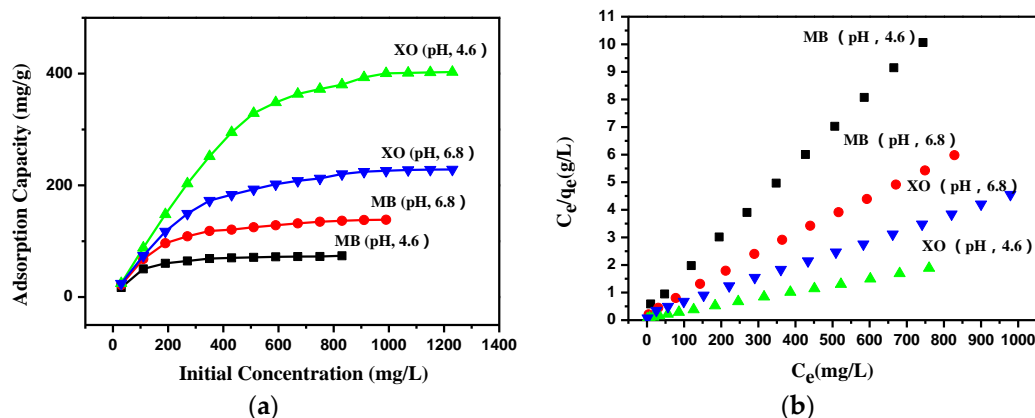 XO (pH, 4.6)
XO (pH, 6.8)
MB (pH, 6.8)
MB (pH, 4.6)
Adsorption Capacity (mg/g)
400
200
0
0 200 400 600 800 1000 1200 1400
Initial Concentration (mg/L)
(a)
MB ( pH , 4.6 )
MB ( pH , 6.8 )
XO ( pH , 6.8 )
XO ( pH , 4.6 )
Ce/qe(g/L)
11
10
9
8
7
6
5
4
3
2
1
0
0 100 200 300 400 500 600 700 800 900 1000
Ce(mg/L)
(b)